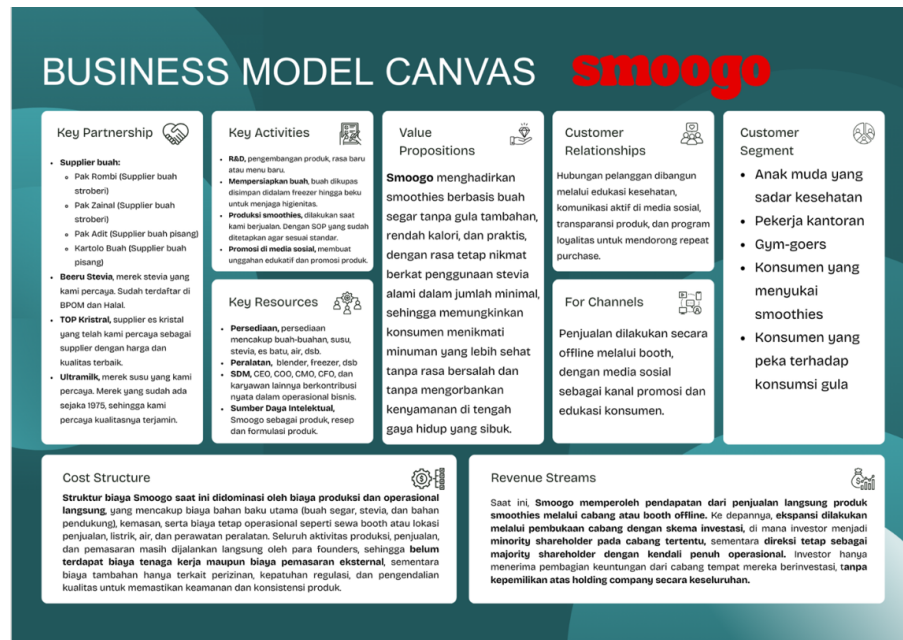 BUSINESS MODEL CANVAS
smoogo
Key Partnership
• Supplier buah:
○ Pak Rombi (Supplier buah
stroberi)
○ Pak Zainal (Supplier buah
stroberi)
○ Pak Adit (Supplier buah pisang)
○ Kartolo Buah (Supplier buah
pisang)
• Beeru Stevia, merek stevia yang
kami percaya. Sudah terdaftar di
BPOM dan Halal.
• TOP Kristral, supplier es kristal
yang telah kami percaya sebagai
supplier dengan harga dan
kualitas terbaik.
• Ultramilk, merek susu yang kami
percaya. Merek yang sudah ada
sejaka 1975, sehingga kami
percaya kualitasnya terjamin.
Key Activities
• R&D, pengembangan produk, rasa baru
atau menu baru.
• Mempersiapkan buah, buah dikupas
disimpan didalam freezer hingga beku
untuk menjaga higienitas.
• Produksi smoothies, dilakukan saat
kami berjualan. Dengan SOP yang sudah
ditetapkan agar sesuai standar.
• Promosi di media sosial, membuat
unggahan edukatif dan promosi produk.
Key Resources
• Persediaan, persediaan
mencakup buah-buahan, susu,
stevia, es batu, air, dsb.
• Peralatan, blender, freezer, dsb
• SDM, CEO, COO, CMO, CFO, dan
karyawan lainnya berkontribusi
nyata dalam operasional bisnis.
• Sumber Daya Intelektual,
Smoogo sebagai produk, resep
dan formulasi produk.
Value
Propositions
Smoogo menghadirkan
smoothies berbasis buah
segar tanpa gula tambahan,
rendah kalori, dan praktis,
dengan rasa tetap nikmat
berkat penggunaan stevia
alami dalam jumlah minimal,
sehingga memungkinkan
konsumen menikmati
minuman yang lebih sehat
tanpa rasa bersalah dan
tanpa mengorbankan
kenyamanan di tengah
gaya hidup yang sibuk.
Customer
Relationships
Hubungan pelanggan dibangun
melalui edukasi kesehatan,
komunikasi aktif di media sosial,
transparansi produk, dan program
loyalitas untuk mendorong repeat
purchase.
For Channels
Penjualan dilakukan secara
offline melalui booth,
dengan media sosial
sebagai kanal promosi dan
edukasi konsumen.
Customer
Segment
• Anak muda yang
sadar kesehatan
• Pekerja kantoran
• Gym-goers
• Konsumen yang
menyukai
smoothies
• Konsumen yang
peka terhadap
konsumsi gula
Cost Structure
Struktur biaya Smoogo saat ini didominasi oleh biaya produksi dan operasional
langsung, yang mencakup biaya bahan baku utama (buah segar, stevia, dan bahan
pendukung), kemasan, serta biaya tetap operasional seperti sewa booth atau lokasi
penjualan, listrik, air, dan perawatan peralatan. Seluruh aktivitas produksi, penjualan,
dan pemasaran masih dijalankan langsung oleh para founders, sehingga belum
terdapat biaya tenaga kerja maupun biaya pemasaran eksternal, sementara
biaya tambahan hanya terkait perizinan, kepatuhan regulasi, dan pengendalian
kualitas untuk memastikan keamanan dan konsistensi produk.
Revenue Streams
Saat ini, Smoogo memperoleh pendapatan dari penjualan langsung produk
smoothies melalui cabang atau booth offline. Ke depannya, ekspansi dilakukan
melalui pembukaan cabang dengan skema investasi, di mana investor menjadi
minority shareholder pada cabang tertentu, sementara direksi tetap sebagai
majority shareholder dengan kendali penuh operasional. Investor hanya
menerima pembagian keuntungan dari cabang tempat mereka berinvestasi, tanpa
kepemilikan atas holding company secara keseluruhan.